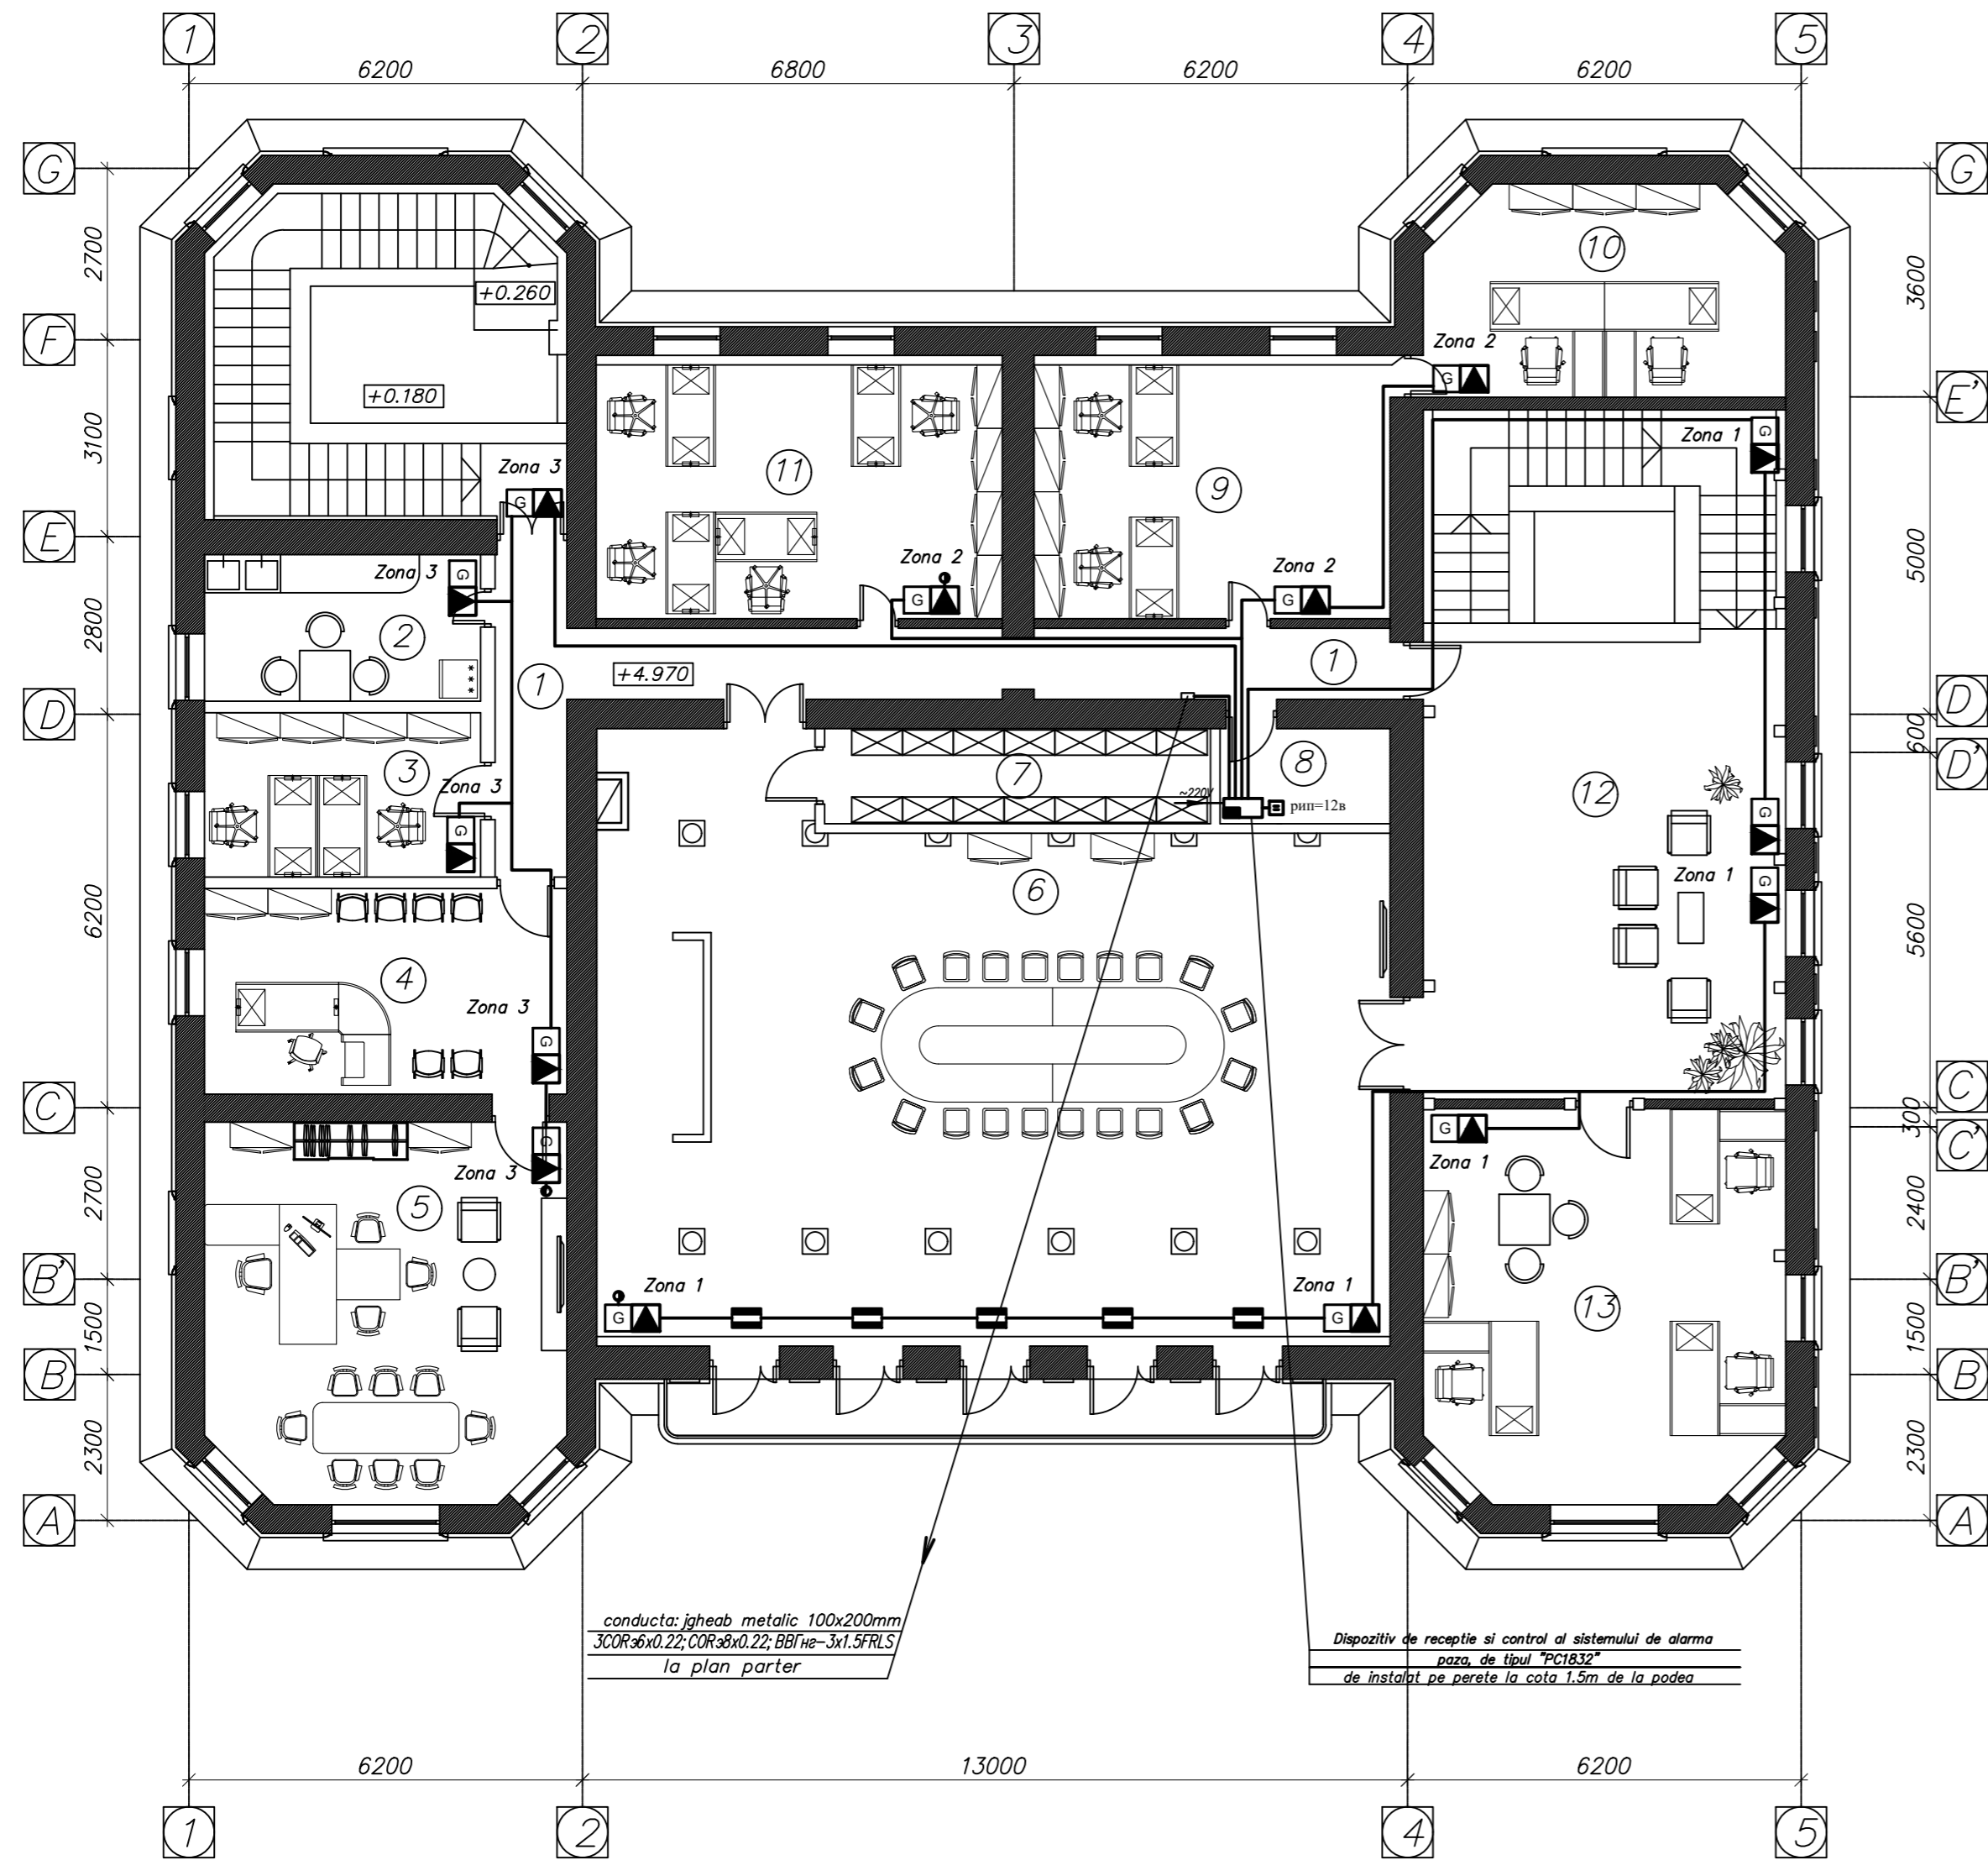 1 2 3 4 5
6200 6800 6200 6200
G G
2700 3600
10
+0.260
F
Zona 2
G
+0.180
E'
3100
Zona 1
G
Zona 3
G
11
9
E
5000
Zona 3
G
Zona 2
G
Zona 2
G
2800
2
1
+4.970
1
D D
600
D'
3
7
8
12
Zona 3
G
~220V
рип=12в
G
Zona 1
G
6
6200
5600
4
Zona 3
G
C C
300
C'
Zona 3
G
G
Zona 1
2700
2400
5
B' B'
Zona 1
G
Zona 1
G
13
1500 1500
B B
2300 2300
A A
conducta: jgheab metalic 100x200mm
3CORэ6x0.22; CORэ8x0.22; ВВГнг-3x1.5FRLS
la plan parter
Dispozitiv de receptie si control al sistemului de alarma
paza, de tipul "PC1832"
de instalat pe perete la cota 1.5m de la podea
6200 13000 6200
1 2 4 5